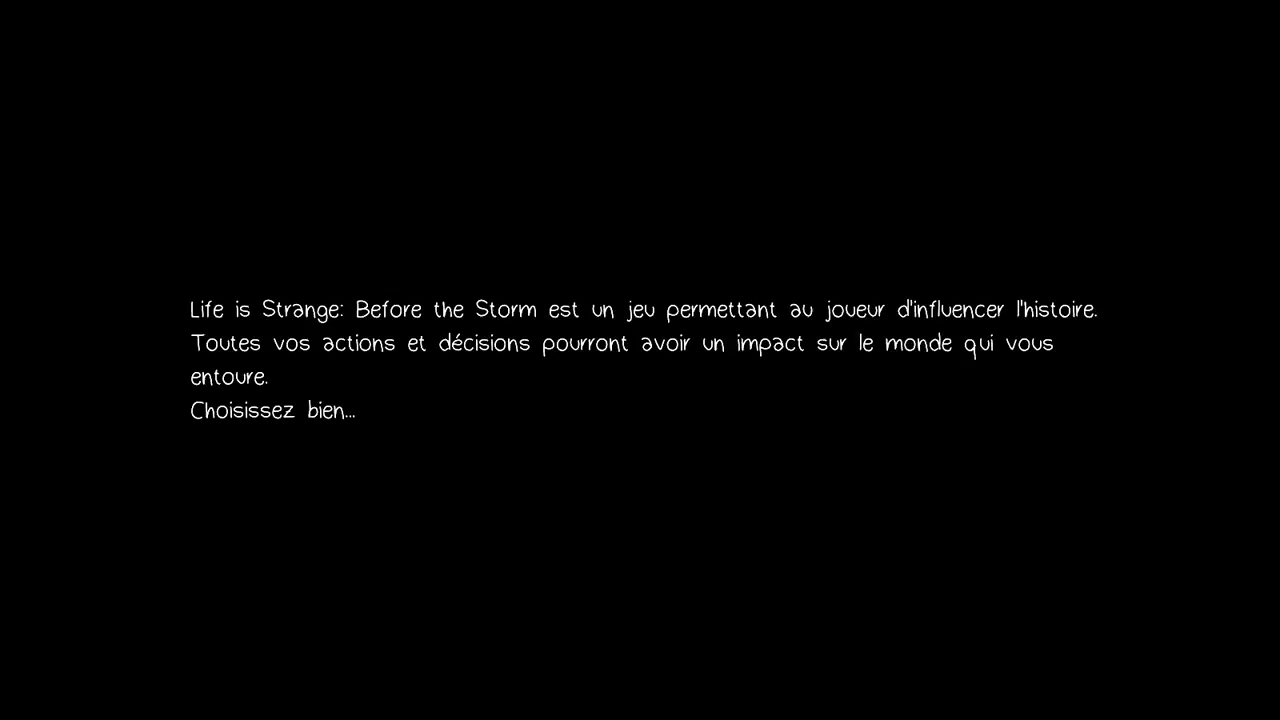 Life is Strange: Before the Storm est un jeu permettant au joueur d'influencer l'histoire.
Toutes vos actions et décisions pourront avoir un impact sur le monde qui vous
entoure.
Choisissez bien...